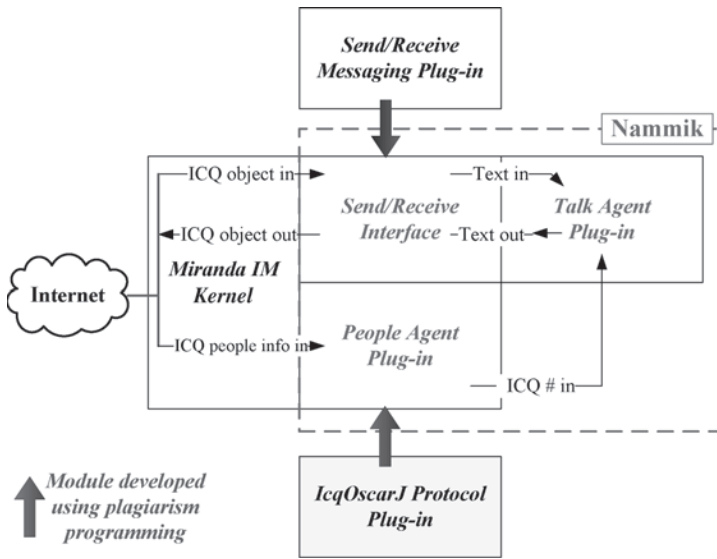 Send/Receive
Messaging Plug-in
Nammik
ICQ object in
Text in
Send/Receive
Interface
Talk Agent
Plug-in
ICQ object out
Text out
Miranda IM
Kernel
Internet
ICQ people info in
People Agent
Plug-in
ICQ # in
Module developed
using plagiarism
programming
IcqOscarJ Protocol
Plug-in